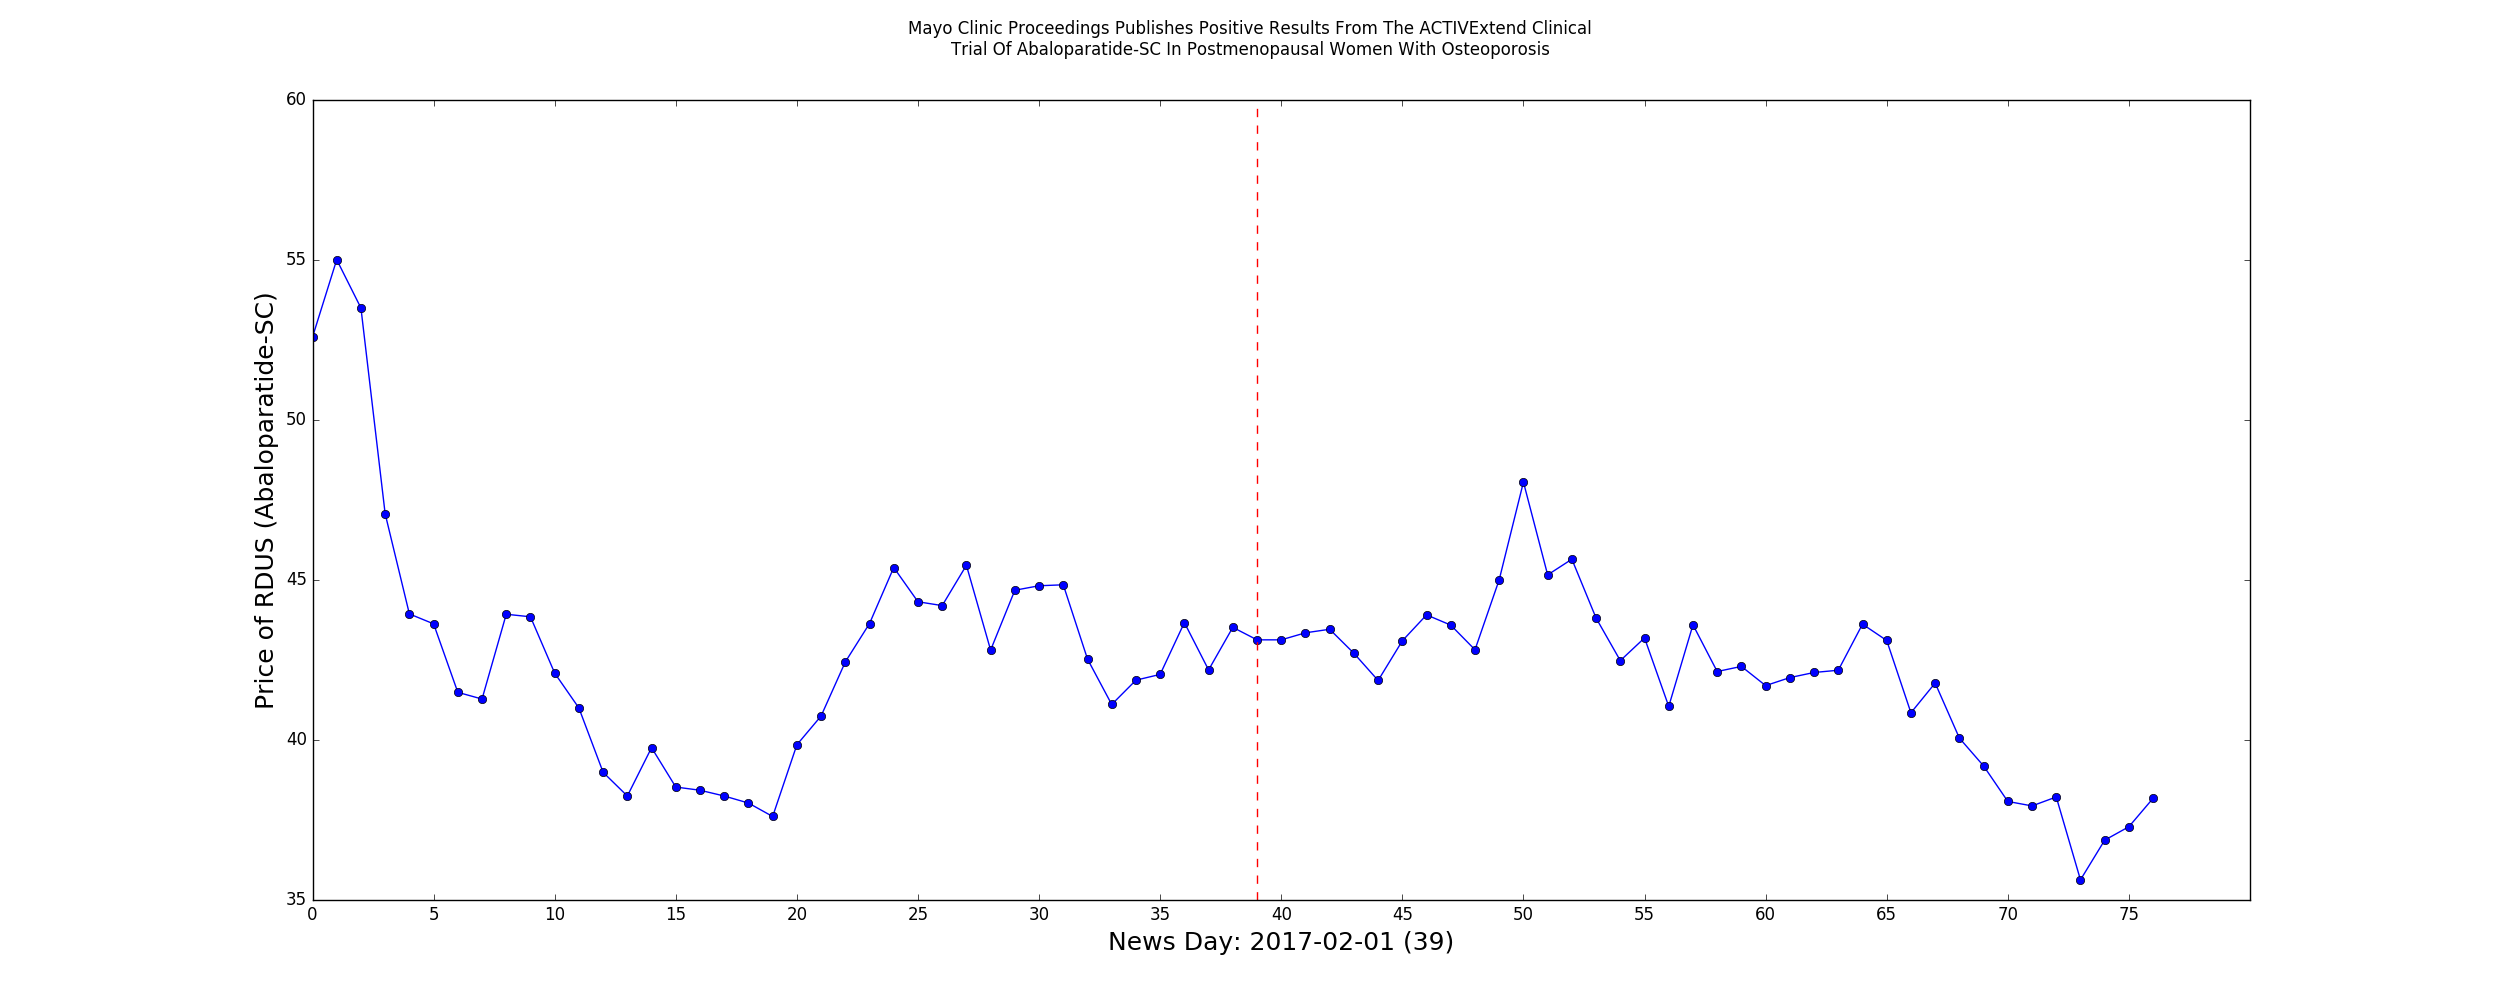 Mayo Clinic Proceedings Publishes Positive Results From The ACTIVExtend Clinical
Trial Of Abaloparatide-SC In Postmenopausal Women With Osteoporosis
Price of RDUS (Abaloparatide-SC)
60
55
50
45
40
35
0 5 10 15 20 25 30 35 40 45 50 55 60 65 70 75
News Day: 2017-02-01 (39)